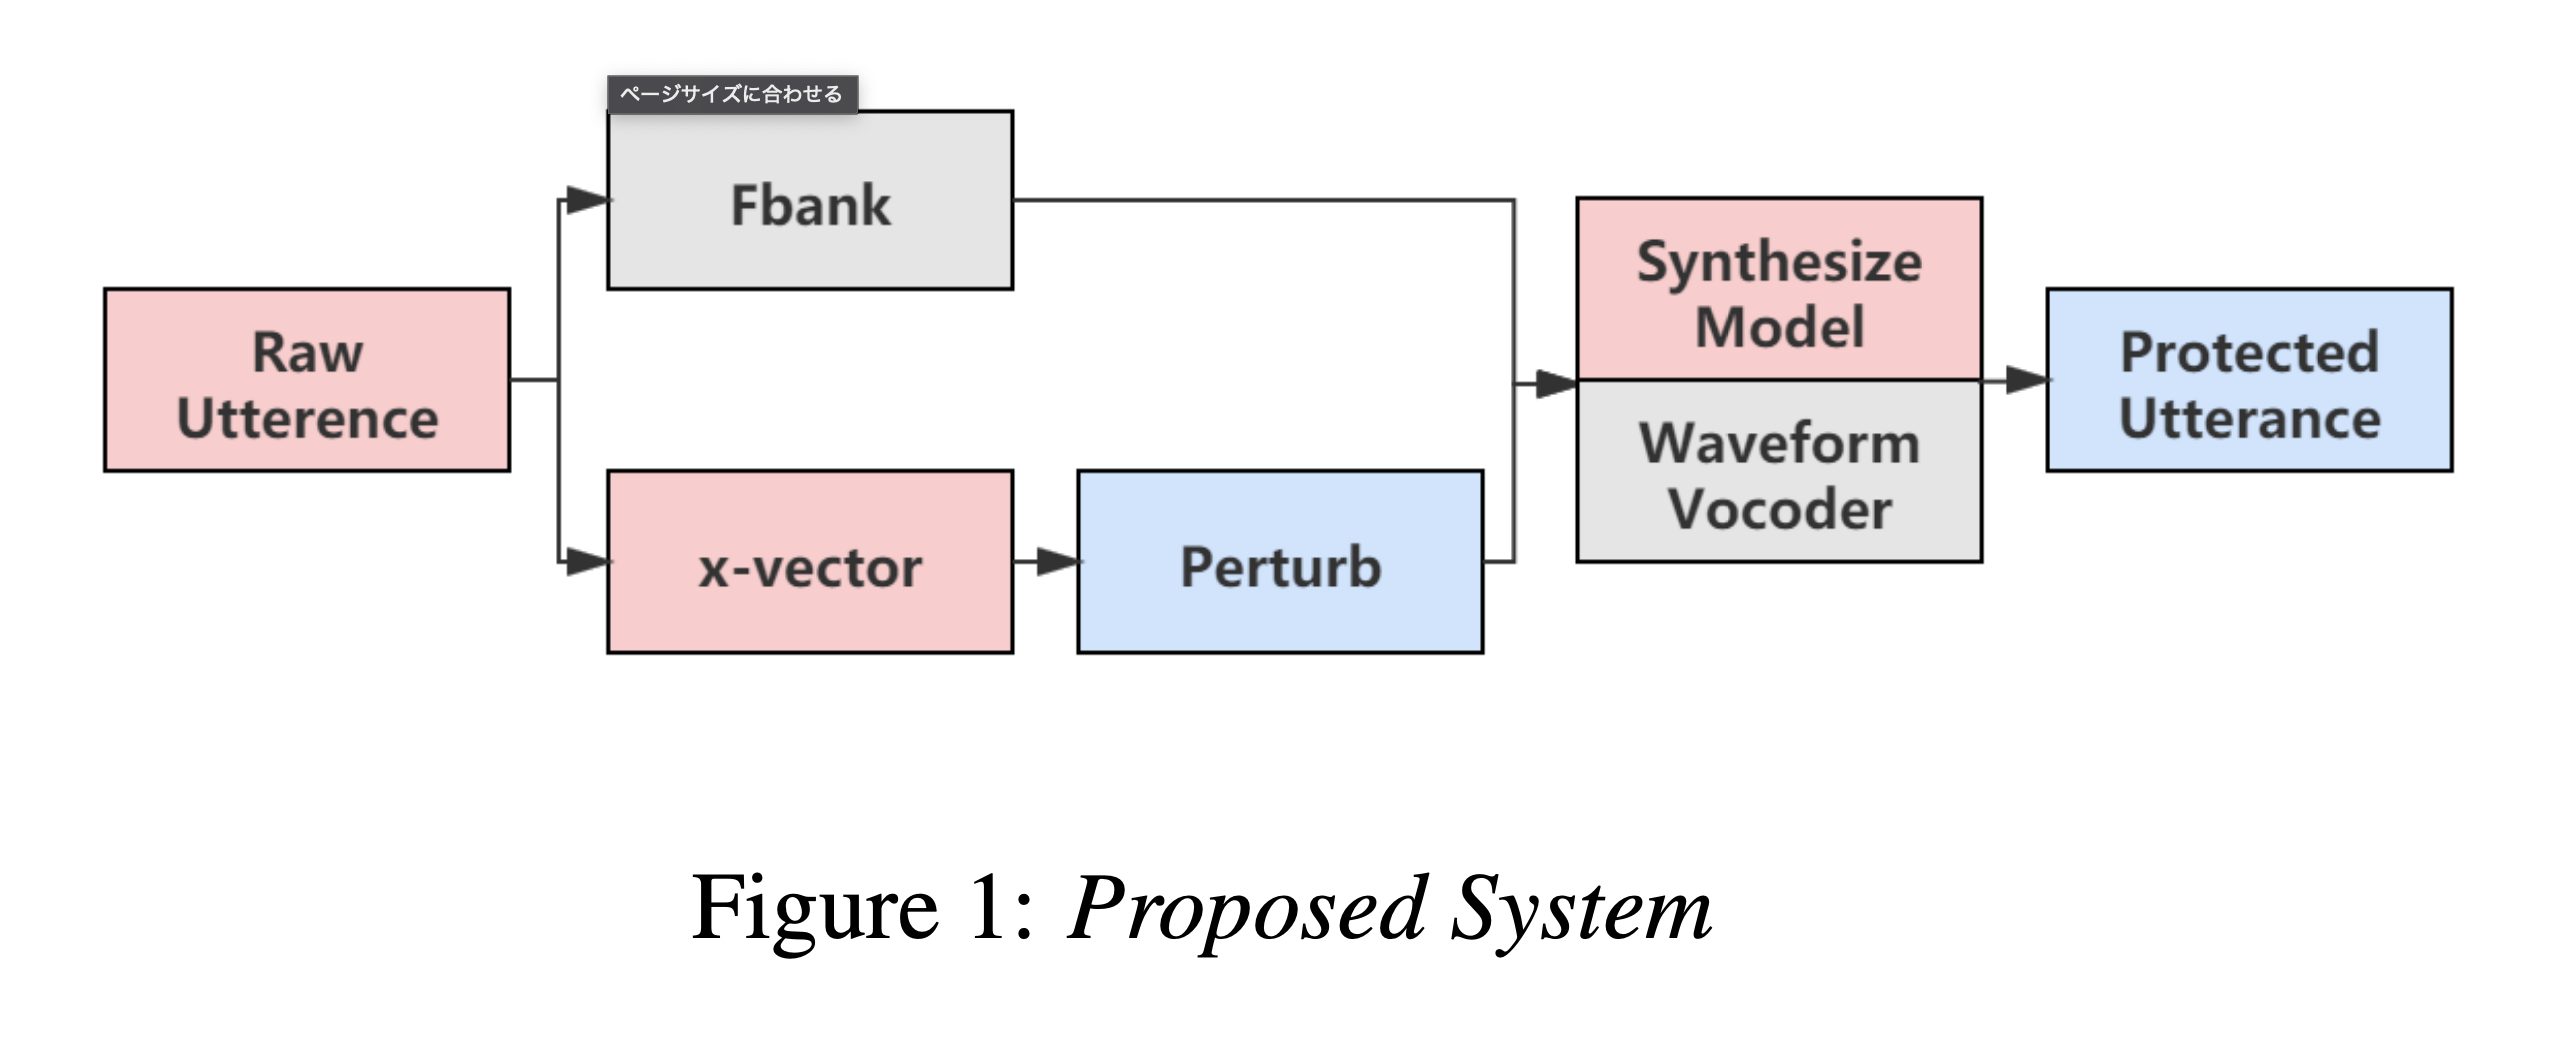 ページサイズに合わせる
Fbank
Raw
Utterence
x-vector
Perturb
Synthesize
Model
Waveform
Vocoder
Protected
Utterance
Figure 1: Proposed System